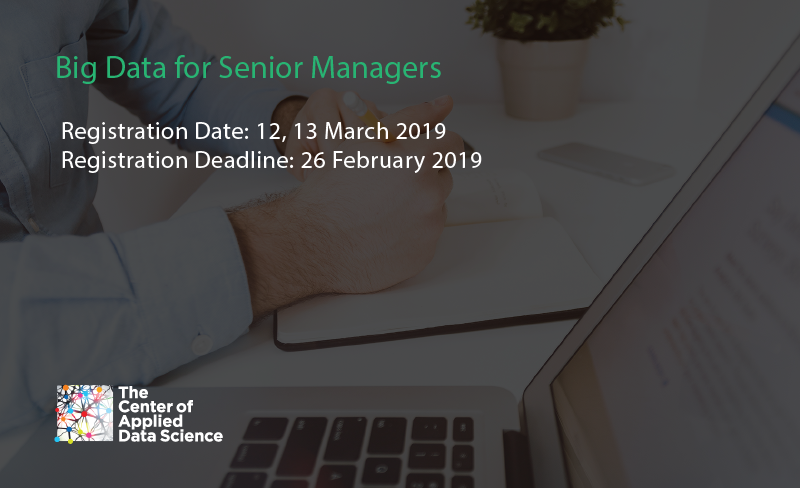 Big Data for Senior Managers
Registration Date: 12, 13 March 2019
Registration Deadline: 26 February 2019
The
Center of
Applied
Data Science